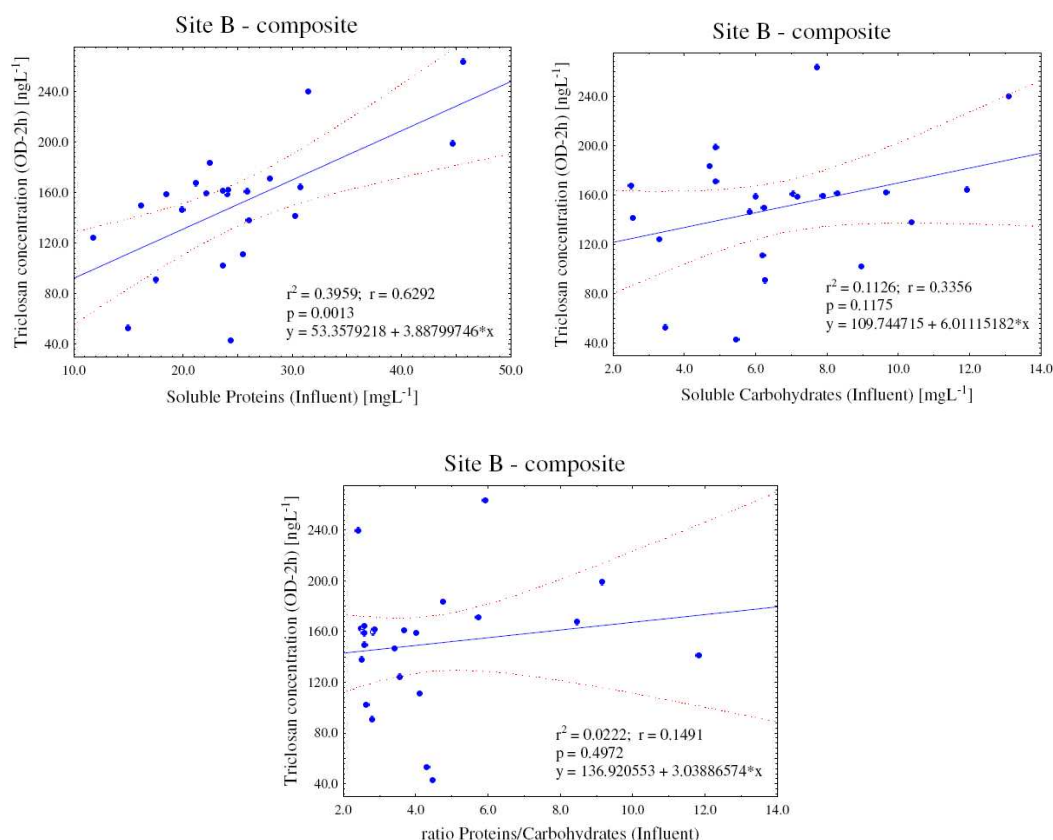 Site B - composite
Triclosan concentration (OD-2h) [ngL⁻¹]
240.0
200.0
160.0
120.0
80.0
40.0
r² = 0.3959; r = 0.6292
p = 0.0013
y = 53.3579218 + 3.88799746*x
10.0 20.0 30.0 40.0 50.0
Soluble Proteins (Influent) [mgL⁻¹]
Site B - composite
Triclosan concentration (OD-2h) [ngL⁻¹]
240.0
200.0
160.0
120.0
80.0
40.0
r² = 0.1126; r = 0.3356
p = 0.1175
y = 109.744715 + 6.01115182*x
2.0 4.0 6.0 8.0 10.0 12.0 14.0
Soluble Carbohydrates (Influent) [mgL⁻¹]
Site B - composite
Triclosan concentration (OD-2h) [ngL⁻¹]
240.0
200.0
160.0
120.0
80.0
40.0
r² = 0.0222; r = 0.1491
p = 0.4972
y = 136.920553 + 3.03886574*x
2.0 4.0 6.0 8.0 10.0 12.0 14.0
ratio Proteins/Carbohydrates (Influent)